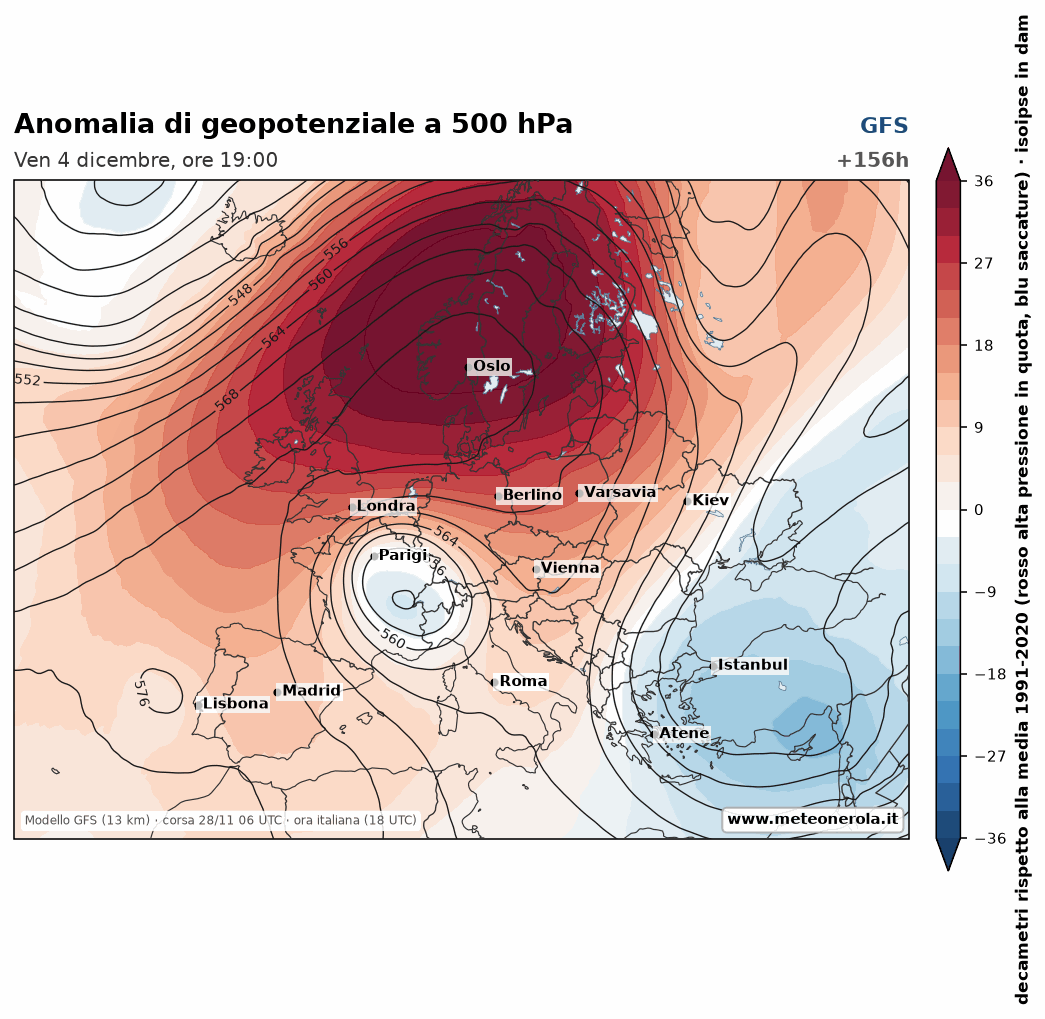 Anomalia di geopotenziale a 500 hPa
GFS
Ven 4 dicembre, ore 19:00
+156h
556
560
548
564
552
568
Oslo
Berlino
Varsavia
Kiev
Londra
564
Parigi
56
Vienna
560
Istanbul
Roma
576
Madrid
Lisbona
Atene
Modello GFS (13 km) · corsa 28/11 06 UTC · ora italiana (18 UTC)
www.meteonerola.it
36
27
18
9
0
−9
−18
−27
−36
decametri rispetto alla media 1991-2020 (rosso alta pressione in quota, blu saccature) · isoipse in dam